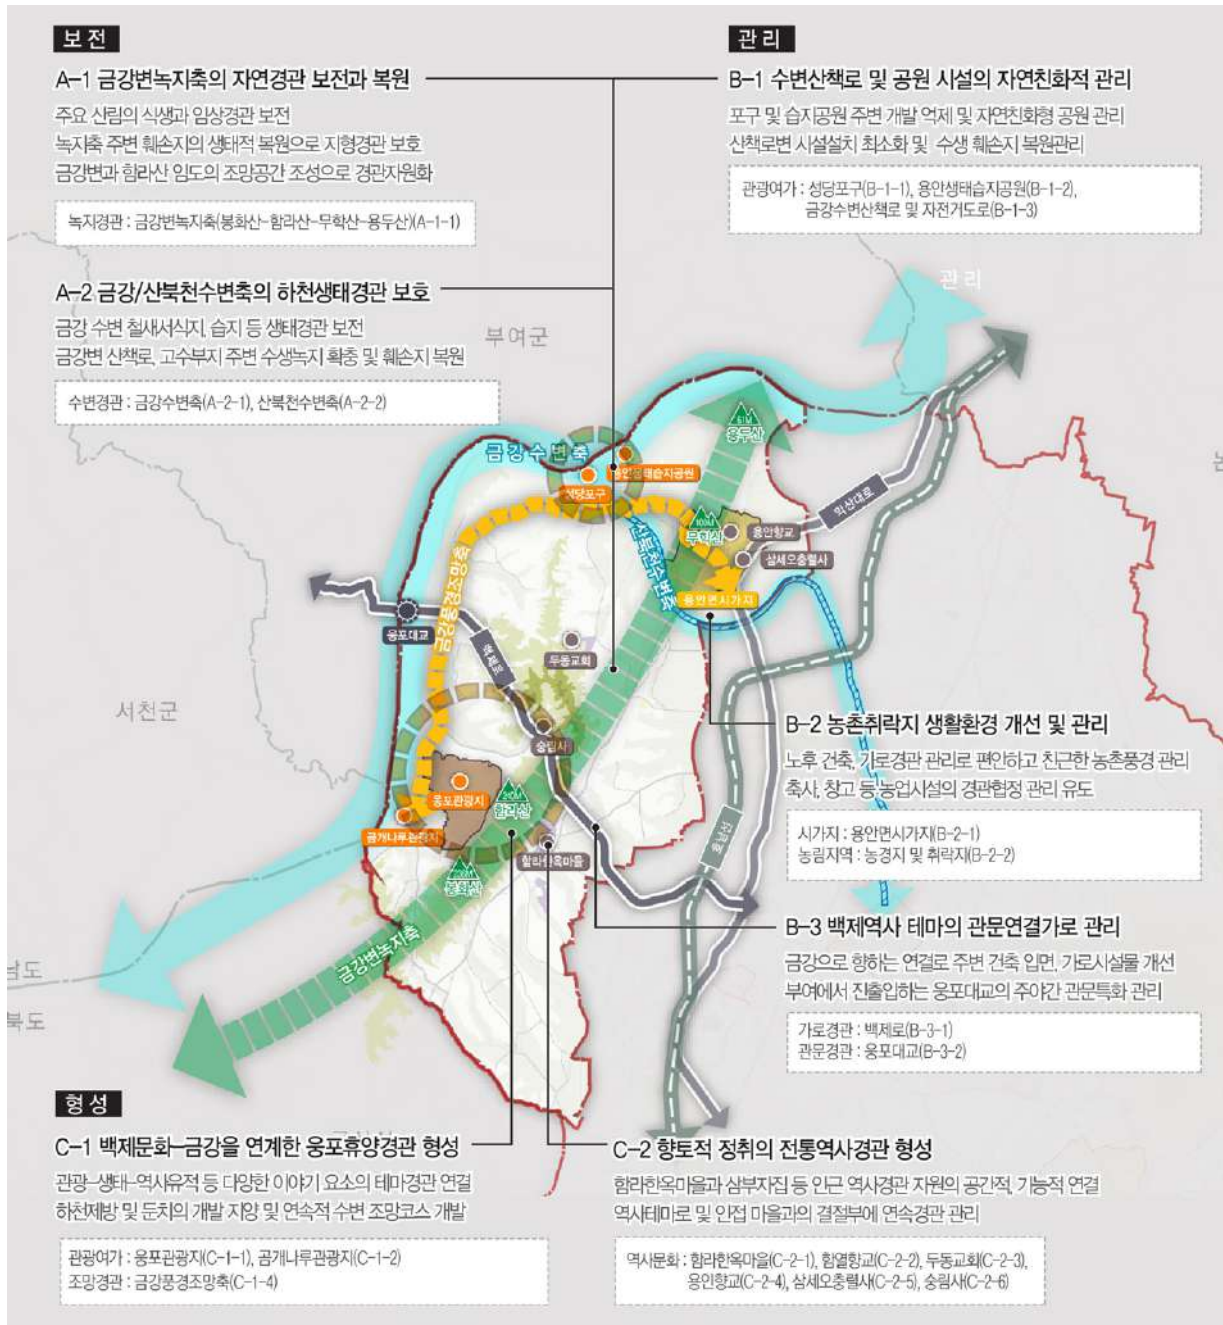 보전
A-1 금강변녹지축의 자연경관 보전과 복원
주요 산림의 식생과 임상경관 보전
녹지축 주변 훼손지의 생태적 복원으로 지형경관 보호
금강변과 함라산 임도의 조망공간 조성으로 경관자원화
녹지경관 : 금강변녹지축(봉화산-함라산-무학산-용두산)(A-1-1)
A-2 금강/산북천수변축의 하천생태경관 보호
금강 수변 철새서식지, 습지 등 생태경관 보전
금강변 산책로, 고수부지 주변 수생녹지 확충 및 훼손지 복원
수변경관 : 금강수변축(A-2-1), 산북천수변축(A-2-2)
관리
B-1 수변산책로 및 공원 시설의 자연친화적 관리
포구 및 습지공원 주변 개발 억제 및 자연친화형 공원 관리
산책로변 시설설치 최소화 및 수생 훼손지 복원관리
관광여가 : 성당포구(B-1-1), 용안생태습지공원(B-1-2),
금강수변산책로 및 자전거도로(B-1-3)
관리
부여군
논
61M
용두산
금강수변축
용안생태습지공원
성당포구
익산대로
109M
무학산
용안향교
삼세오충렬사
산북천수변축
용안면시가지
금강풍경조망축
웅포대교
백제로
두동교회
서천군
숭림사
호남선
웅포관광지
240M
함라산
곰개나루관광지
함라한옥마을
봉화산
금강변녹지축
남도
북도
B-2 농촌취락지 생활환경 개선 및 관리
노후 건축, 가로경관 관리로 편안하고 친근한 농촌풍경 관리
축사, 창고 등 농업시설의 경관협정 관리 유도
시가지 : 용안면시가지(B-2-1)
농림지역 : 농경지 및 취락지(B-2-2)
B-3 백제역사 테마의 관문연결가로 관리
금강으로 향하는 연결로 주변 건축 입면, 가로시설물 개선
부여에서 진출입하는 웅포대교의 주야간 관문특화 관리
가로경관 : 백제로(B-3-1)
관문경관 : 웅포대교(B-3-2)
형성
C-1 백제문화-금강을 연계한 웅포휴양경관 형성
관광-생태-역사유적 등 다양한 이야기 요소의 테마경관 연결
하천제방 및 둔치의 개발 지양 및 연속적 수변 조망코스 개발
관광여가 : 웅포관광지(C-1-1), 곰개나루관광지(C-1-2)
조망경관 : 금강풍경조망축(C-1-4)
C-2 향토적 정취의 전통역사경관 형성
함라한옥마을과 삼부자집 등 인근 역사경관 자원의 공간적, 기능적 연결
역사테마로 및 인접 마을과의 결절부에 연속경관 관리
역사문화 : 함라한옥마을(C-2-1), 함열향교(C-2-2), 두동교회(C-2-3),
용인향교(C-2-4), 삼세오충렬사(C-2-5), 숭림사(C-2-6)